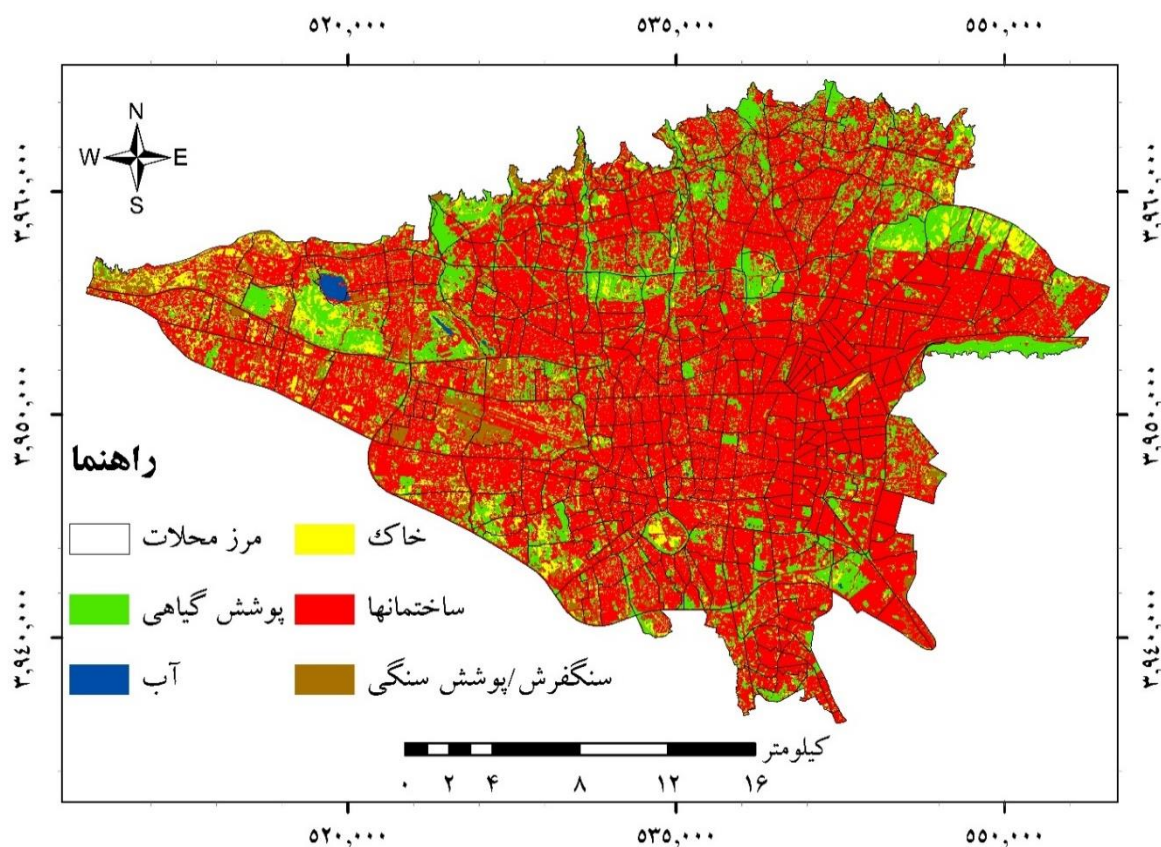 ۵۲۰,۰۰۰ ۵۳۵,۰۰۰ ۵۵۰,۰۰۰
N
W E
S
۳,۹۶۰,۰۰۰ ۳,۹۶۰,۰۰۰
۳,۹۵۰,۰۰۰ ۳,۹۵۰,۰۰۰
۳,۹۴۰,۰۰۰ ۳,۹۴۰,۰۰۰
راهنما
خاک مرز محلات
ساختمانها پوشش گیاهی
سنگفرش/پوشش سنگی آب
کیلومتر
۰ ۲ ۴ ۸ ۱۲ ۱۶
۵۲۰,۰۰۰ ۵۳۵,۰۰۰ ۵۵۰,۰۰۰